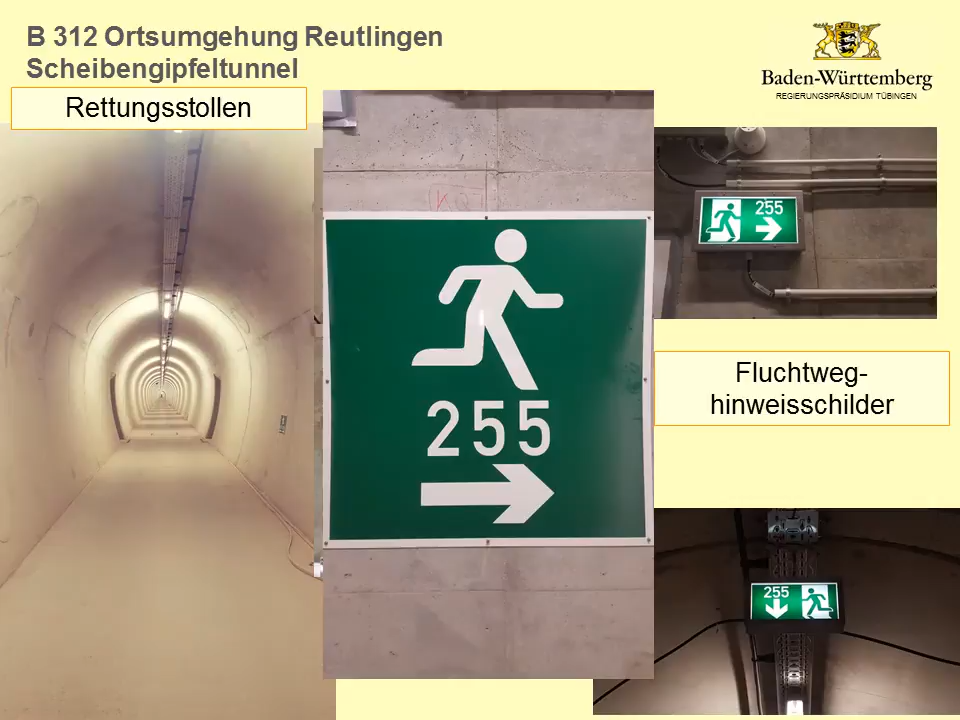 B 312 Ortsumgehung Reutlingen
Scheibengipfeltunnel
Baden-Württemberg
REGIERUNGSPRÄSIDIUM TÜBINGEN
Rettungsstollen
255
255
Fluchtweg-
hinweisschilder
255